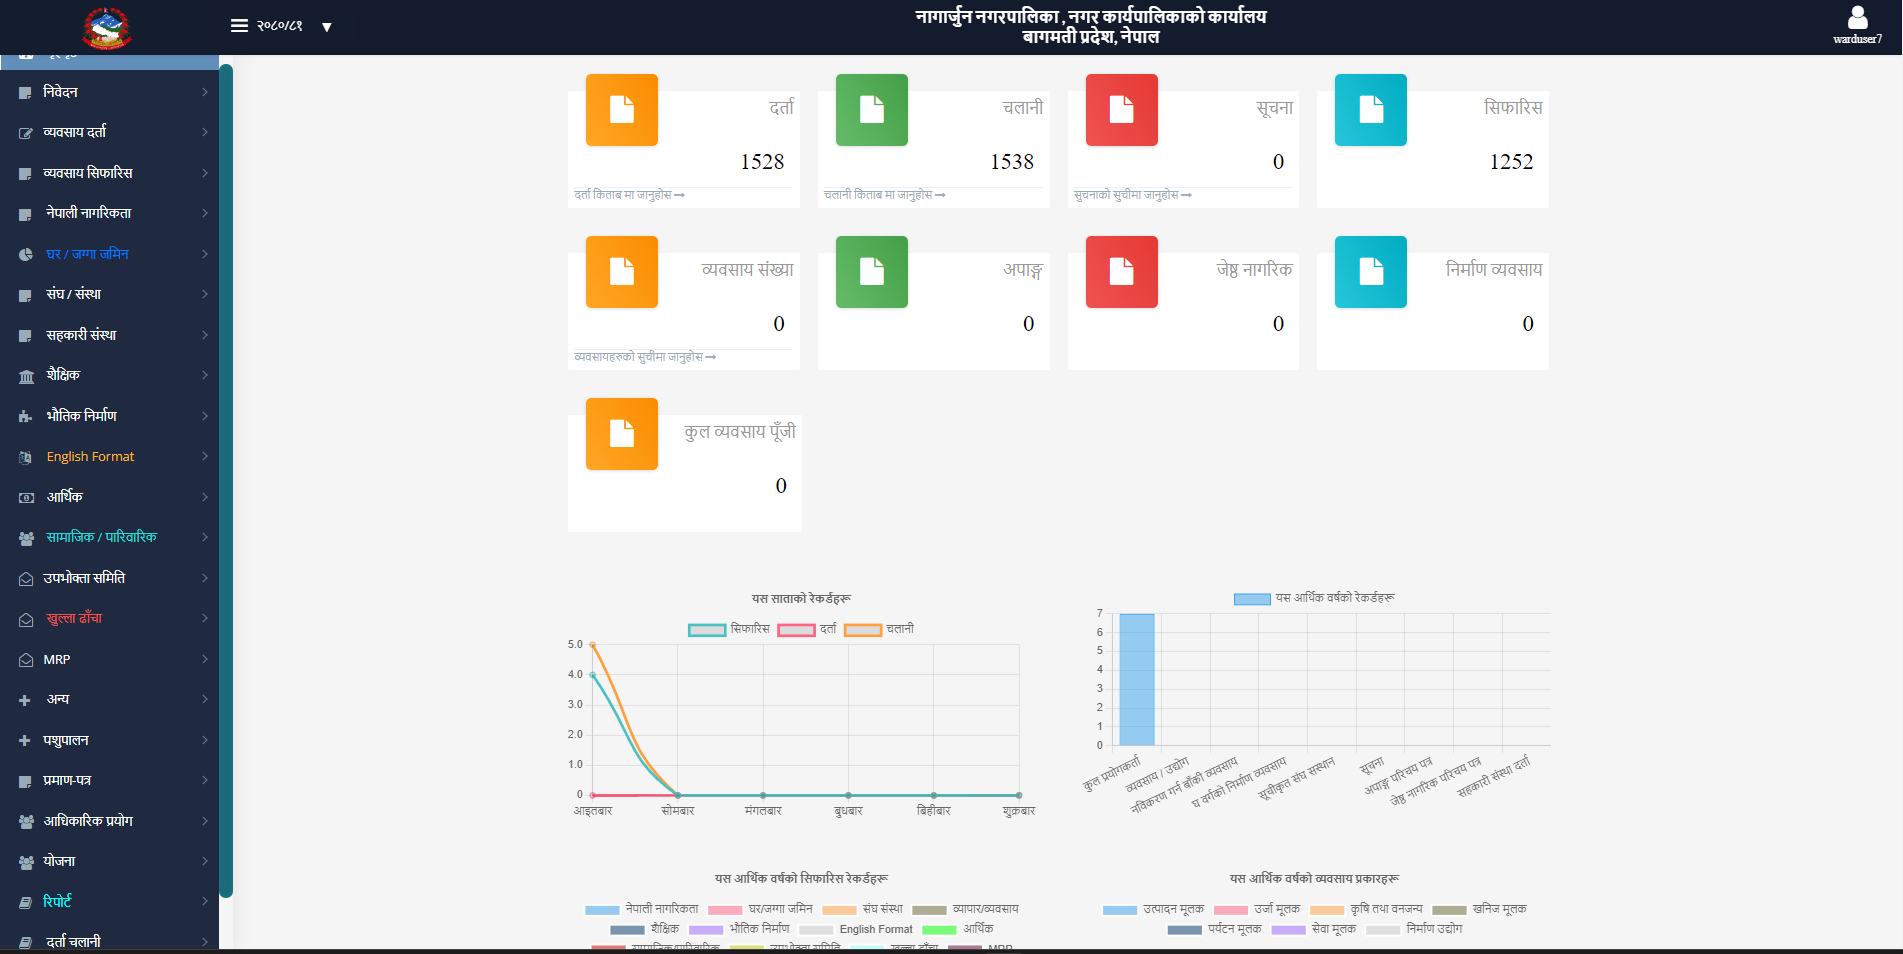 २०८०/८१ ▼
नागार्जुन नगरपालिका , नगर कार्यपालिकाको कार्यालय
बागमती प्रदेश, नेपाल
warduser7
निवेदन
व्यवसाय दर्ता
व्यवसाय सिफारिस
नेपाली नागरिकता
घर / जग्गा जमिन
संघ / संस्था
सहकारी संस्था
शैक्षिक
भौतिक निर्माण
English Format
आर्थिक
सामाजिक / पारिवारिक
उपभोक्ता समिति
खुल्ला ढाँचा
MRP
अन्य
पशुपालन
प्रमाण-पत्र
आधिकारिक प्रयोग
योजना
रिपोर्ट
दर्ता चलानी
दर्ता
1528
दर्ता किताब मा जानुहोस
चलानी
1538
चलानी किताब मा जानुहोस
सूचना
0
सुचनाको सुचीमा जानुहोस
सिफारिस
1252
व्यवसाय संख्या
0
व्यवसायहरुको सुचीमा जानुहोस
अपाङ्ग
0
जेष्ठ नागरिक
0
निर्माण व्यवसाय
0
कुल व्यवसाय पूँजी
0
यस साताको रेकर्डहरू
सिफारिस दर्ता चलानी
5.0
4.0
3.0
2.0
1.0
0
आइतबार सोमबार मंगलबार बुधबार बिहीबार शुक्रबार
यस आर्थिक वर्षको रेकर्डहरू
7
6
5
4
3
2
1
0
कुल प्रयोगकर्ता
व्यवसाय / उद्योग
नविकरण गर्न बाँकी व्यवसाय
घ वर्गको निर्माण व्यवसाय
सूचीकृत संघ संस्थान
सूचना
अपाङ्ग परिचय पत्र
जेष्ठ नागरिक परिचय पत्र
सहकारी संस्था दर्ता
यस आर्थिक वर्षको सिफारिस रेकर्डहरू
नेपाली नागरिकता घर/जग्गा जमिन संघ संस्था व्यापार/व्यवसाय
शैक्षिक भौतिक निर्माण English Format आर्थिक
सामाजिक/पारिवारिक उपभोक्ता समिति खुल्ला ढाँचा MRP
यस आर्थिक वर्षको व्यवसाय प्रकारहरू
उत्पादन मूलक उर्जा मूलक कृषि तथा वनजन्य खनिज मूलक
पर्यटन मूलक सेवा मूलक निर्माण उद्योग